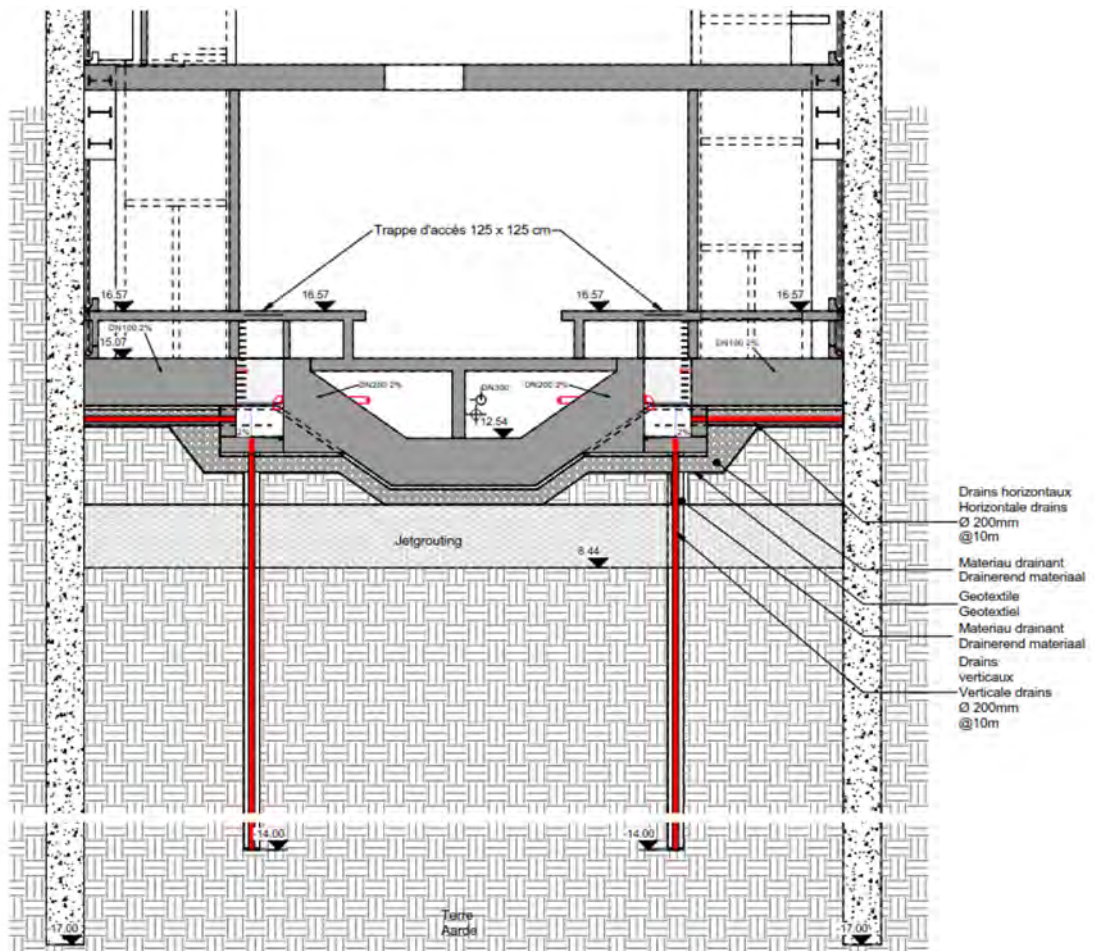 Trappe d'accès 125 x 125 cm
16.57
16.57
16.57
16.57
DN100 2%
15.07
DN100 2%
DN200 2%
DN300
DN200 2%
12.54
2%
2%
Jetgrouting
8.44
Drains horizontaux
Horizontale drains
Ø 200mm
@10m
Materiau drainant
Drainerend materiaal
Geotextile
Geotextiel
Materiau drainant
Drainerend materiaal
Drains
verticaux
Verticale drains
Ø 200mm
@10m
-14.00
-14.00
Terre
Aarde
-17.00
-17.00